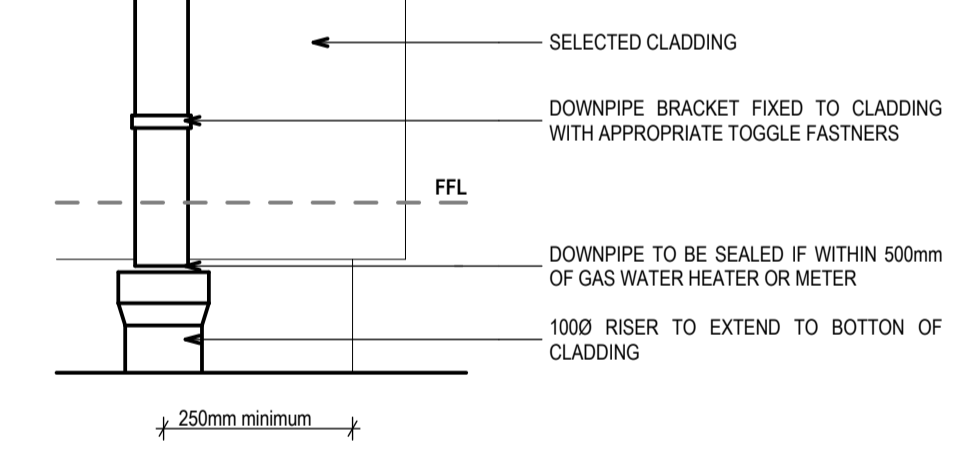 SELECTED CLADDING
DOWNPIPE BRACKET FIXED TO CLADDING
WITH APPROPRIATE TOGGLE FASTNERS
FFL
DOWNPIPE TO BE SEALED IF WITHIN 500mm
OF GAS WATER HEATER OR METER
100Ø RISER TO EXTEND TO BOTTON OF
CLADDING
250mm minimum